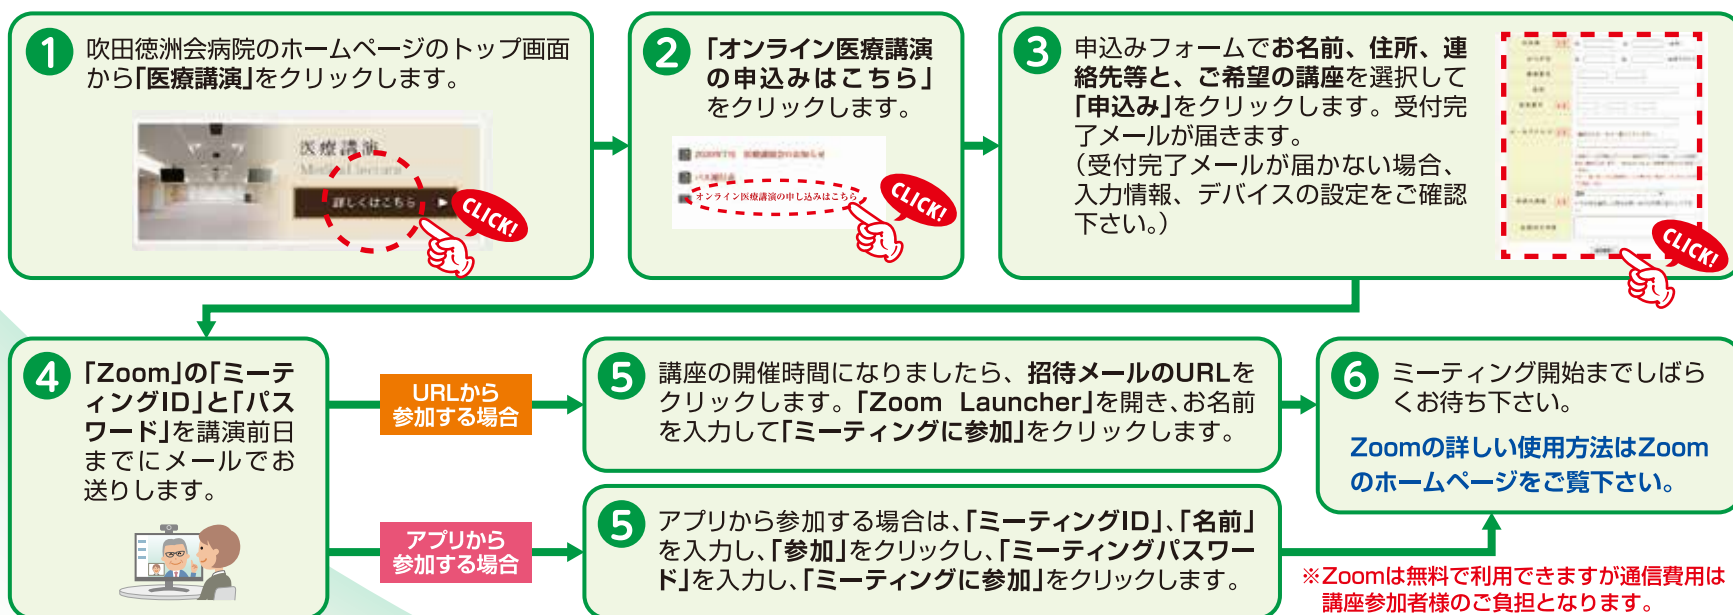 1
吹田徳洲会病院のホームページのトップ画面
から「医療講演」をクリックします。
医療講演
Medical lecture
詳しくはこちら
CLICK!
2
「オンライン医療講演
の申込みはこちら」
をクリックします。
オンライン医療講演の申し込みはこちら
CLICK!
3
申込みフォームでお名前、住所、連
絡先等と、ご希望の講座を選択して
「申込み」をクリックします。受付完
了メールが届きます。
（受付完了メールが届かない場合、
入力情報、デバイスの設定をご確認
下さい。）
CLICK!
4
「Zoom」の「ミーテ
ィングID」と「パス
ワード」を講演前日
までにメールでお
送りします。
URLから
参加する場合
5
講座の開催時間になりましたら、招待メールのURLを
クリックします。「Zoom Launcher」を開き、お名前
を入力して「ミーティングに参加」をクリックします。
アプリから
参加する場合
5
アプリから参加する場合は、「ミーティングID」、「名前」
を入力し、「参加」をクリックし、「ミーティングパスワー
ド」を入力し、「ミーティングに参加」をクリックします。
6
ミーティング開始までしばら
くお待ち下さい。
Zoomの詳しい使用方法はZoom
のホームページをご覧下さい。
※Zoomは無料で利用できますが通信費用は
講座参加者様のご負担となります。